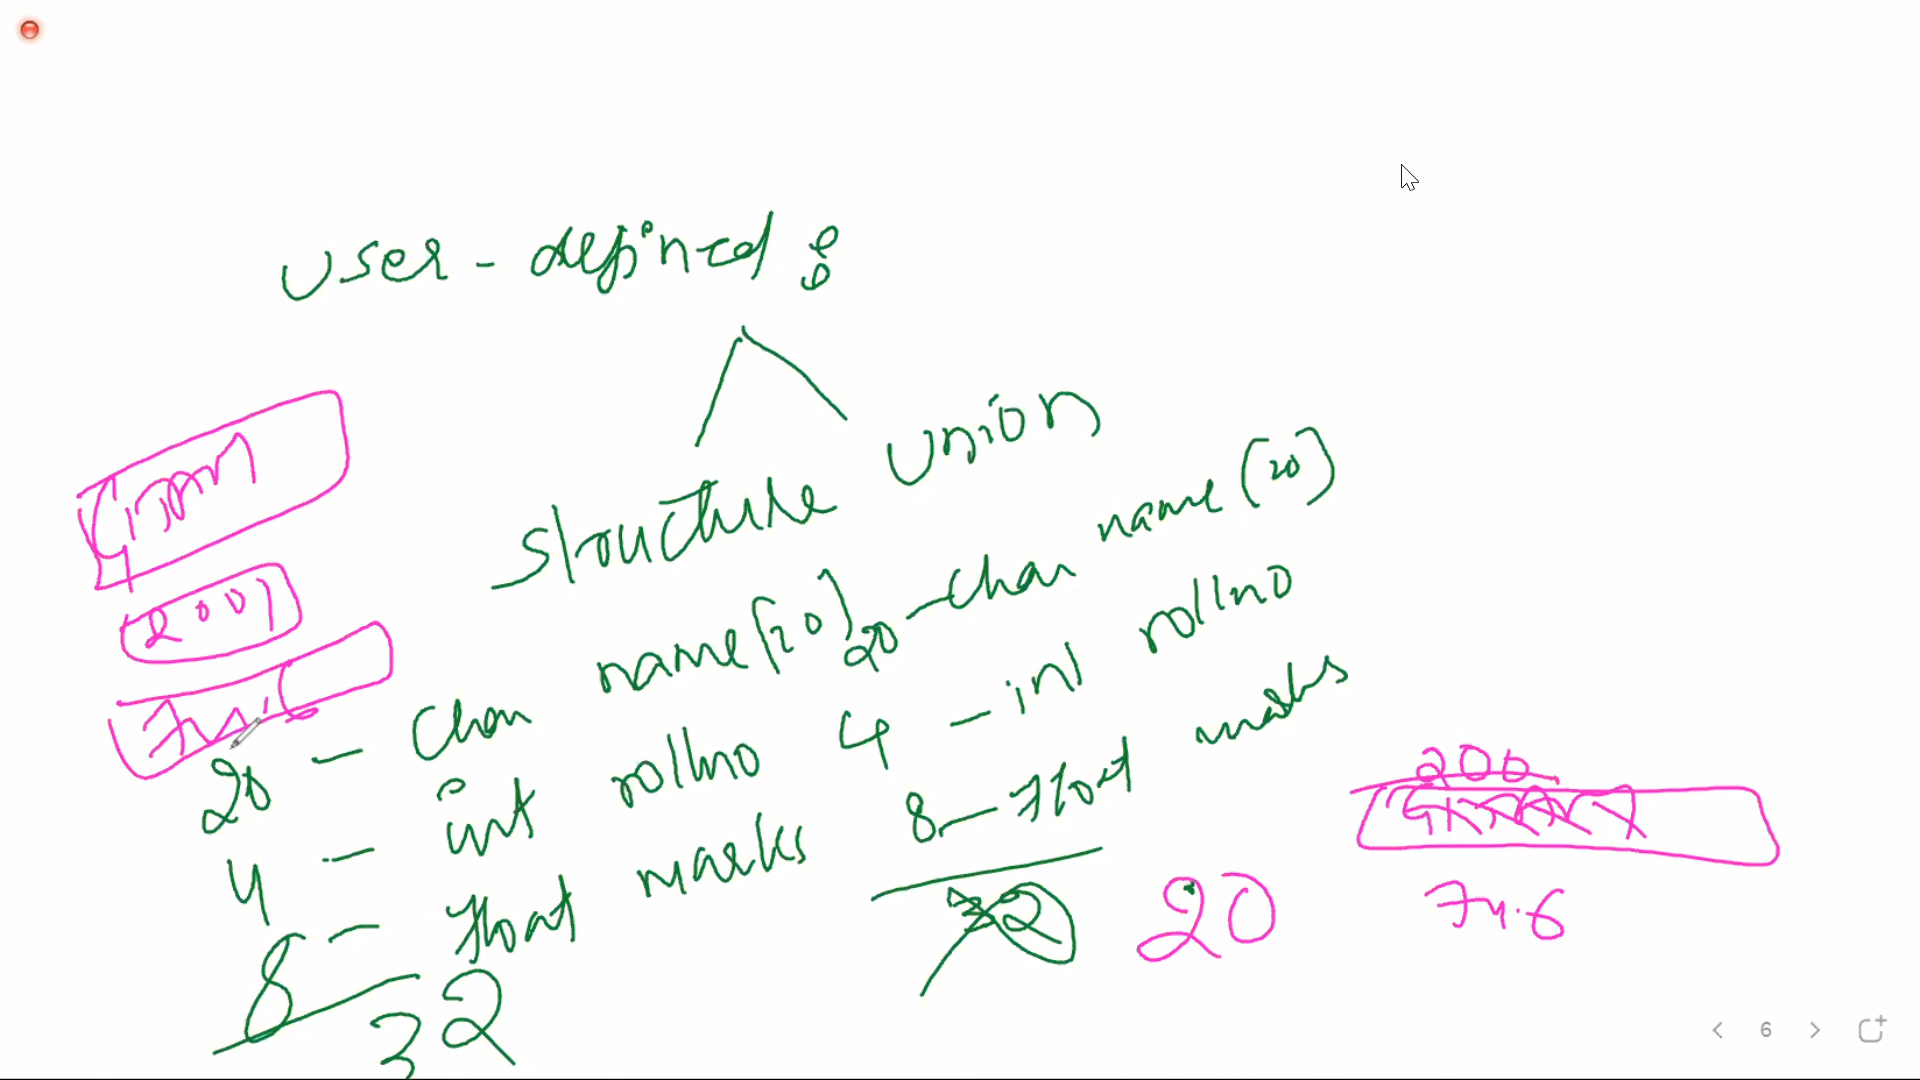 User-defined :
Structure
Union
20 - Char name[20]
4 - int rollno
8 - float marks
32
20 - Char name[20]
4 - int rollno
8 - float marks
32
20
2001
200
74.6
6